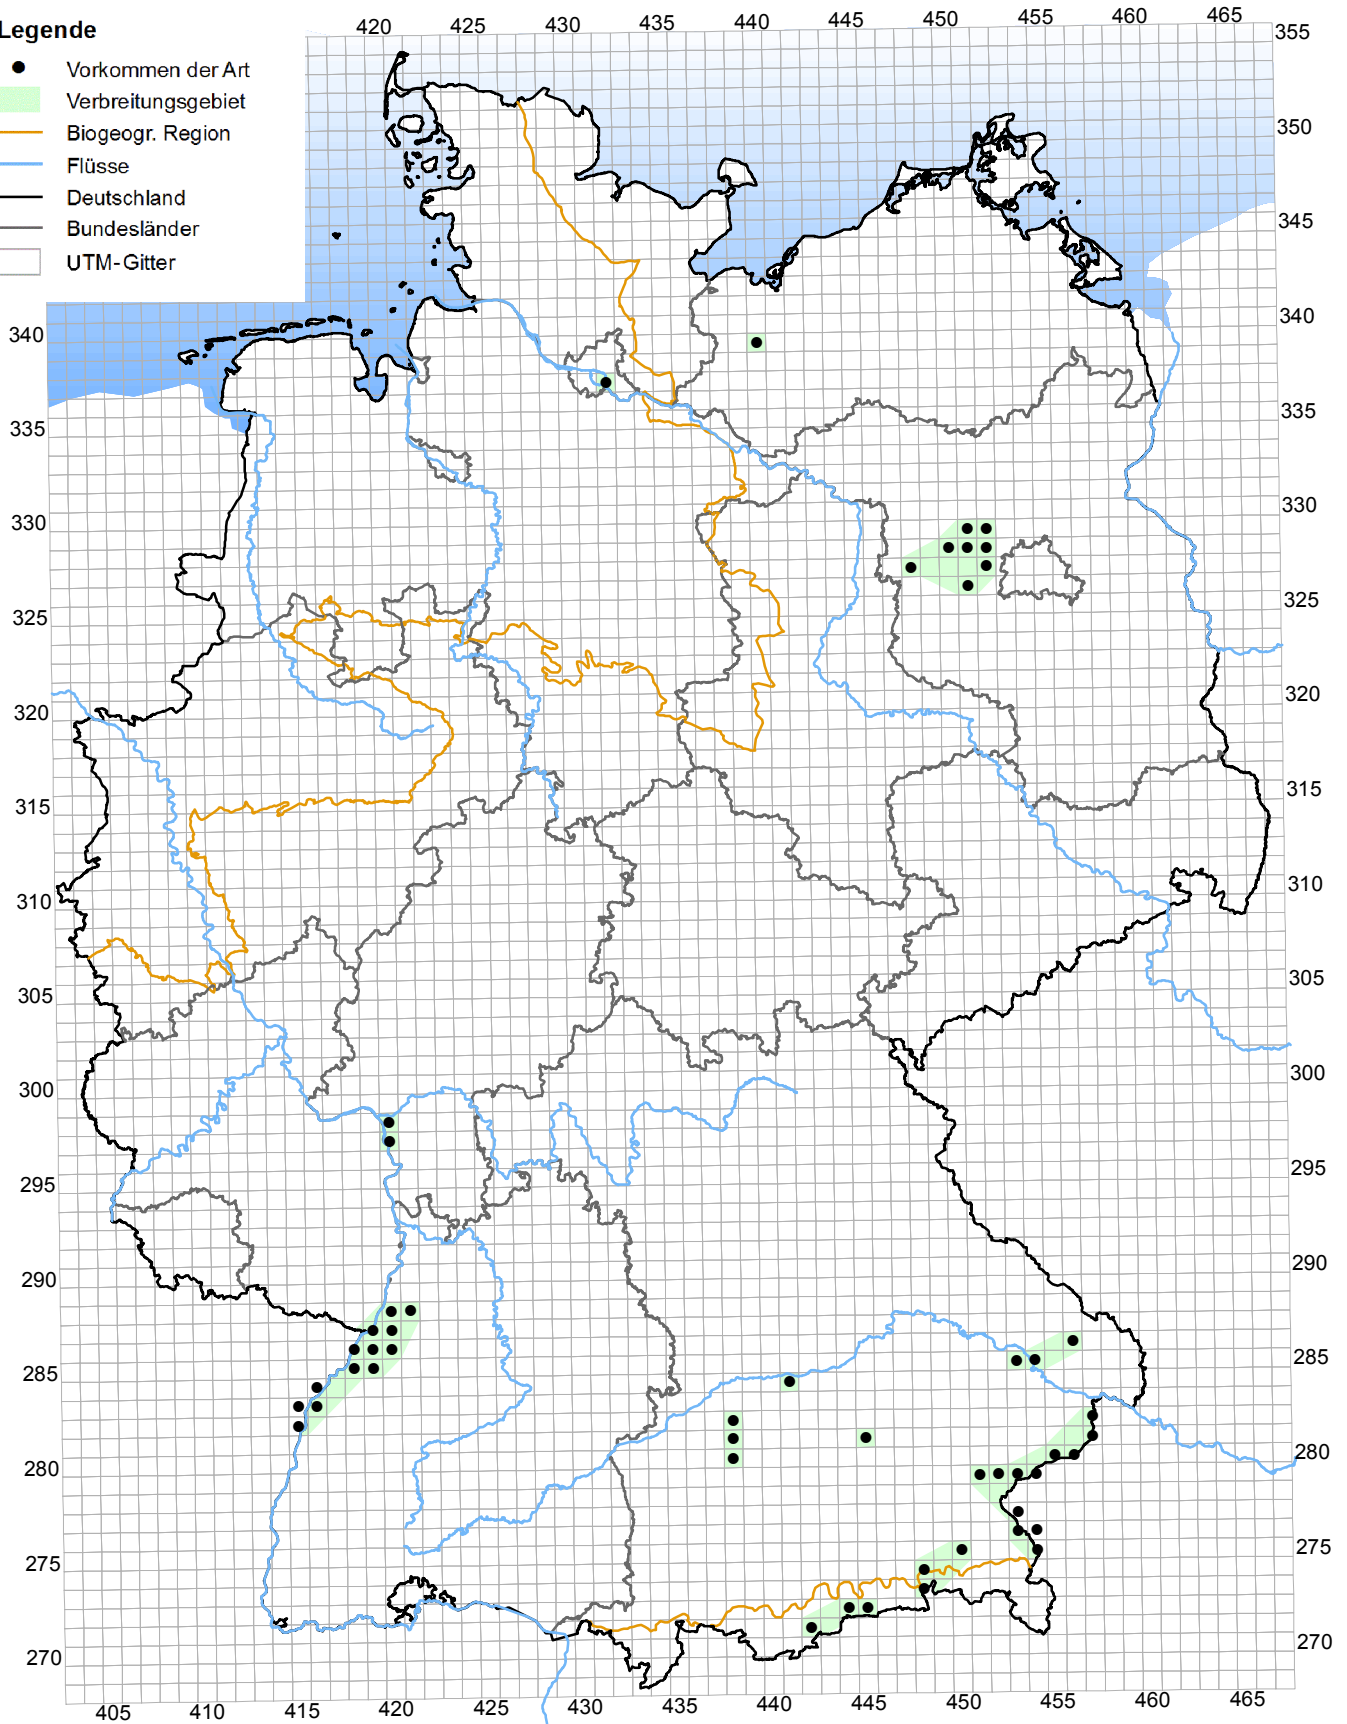 Legende
Vorkommen der Art
Verbreitungsgebiet
Biogeogr. Region
Flüsse
Deutschland
Bundesländer
UTM-Gitter
420 425 430 435 440 445 450 455 460 465
355
350
345
340 340
335 335
330 330
325 325
320 320
315 315
310 310
305 305
300 300
295 295
290 290
285 285
280 280
275 275
270 270
405 410 415 420 425 430 435 440 445 450 455 460 465